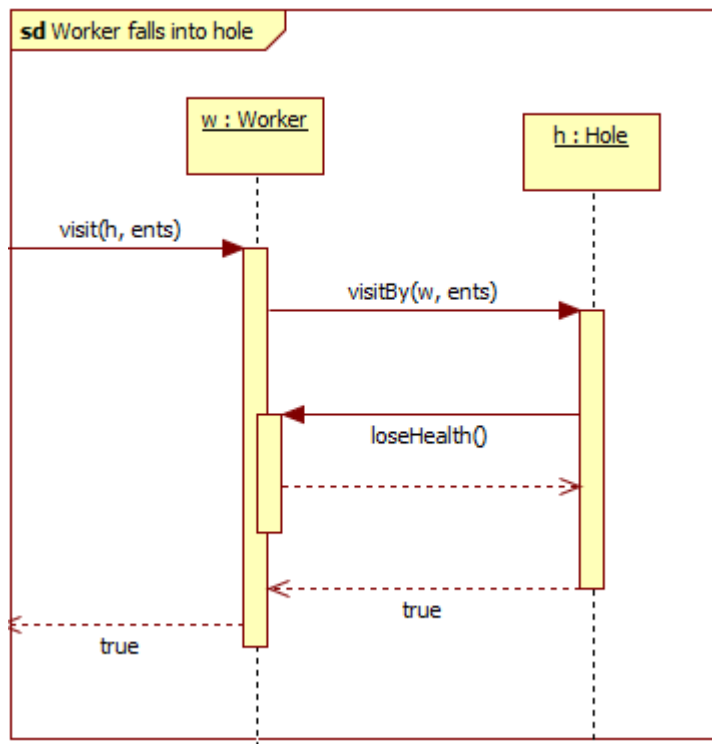 sd Worker falls into hole
w : Worker
h : Hole
visit(h, ents)
visitBy(w, ents)
loseHealth()
true
true